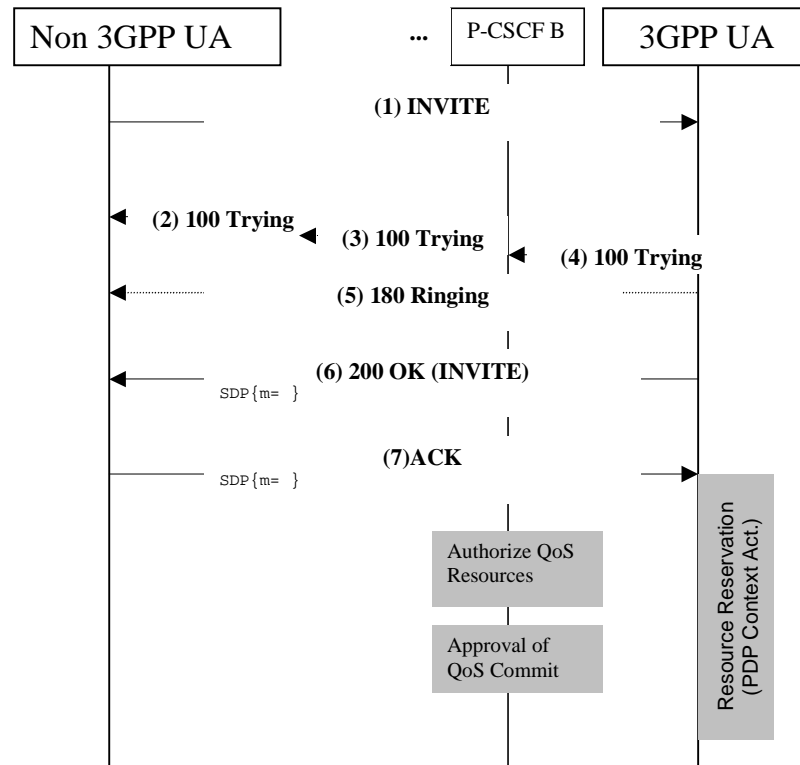 Non 3GPP UA
...
P-CSCF B
3GPP UA
(1) INVITE
(2) 100 Trying
(3) 100 Trying
(4) 100 Trying
(5) 180 Ringing
(6) 200 OK (INVITE)
SDP{m= }
(7)ACK
SDP{m= }
Authorize QoS
Resources
Approval of
QoS Commit
Resource Reservation
(PDP Context Act.)